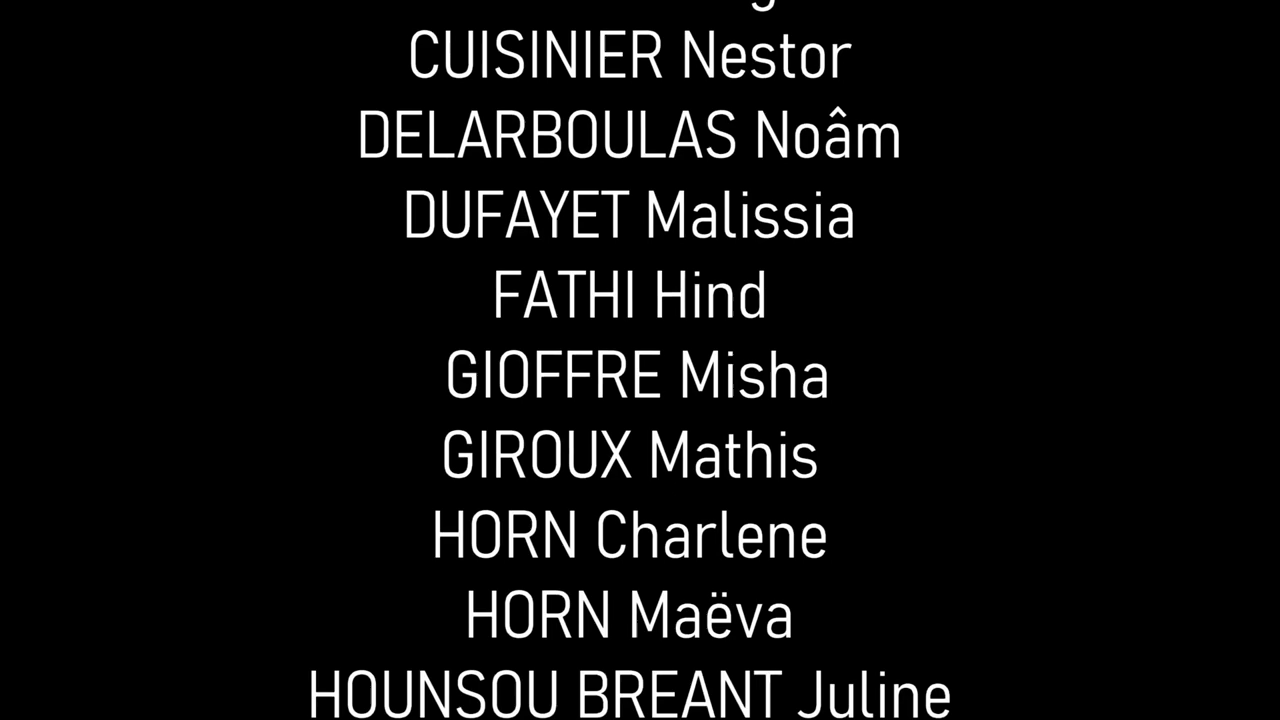 CUISINIER Nestor
DELARBOULAS Noâm
DUFAYET Malissia
FATHI Hind
GIOFFRE Misha
GIROUX Mathis
HORN Charlene
HORN Maëva
HOUNSOU BREANT Juline